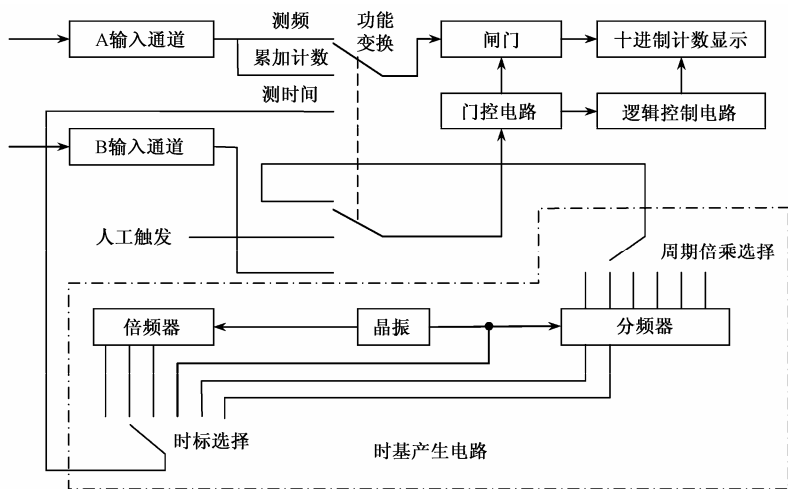 测频
功能
变换
A输入通道
闸门
十进制计数显示
累加计数
测时间
门控电路
逻辑控制电路
B输入通道
人工触发
周期倍乘选择
倍频器
晶振
分频器
时标选择
时基产生电路